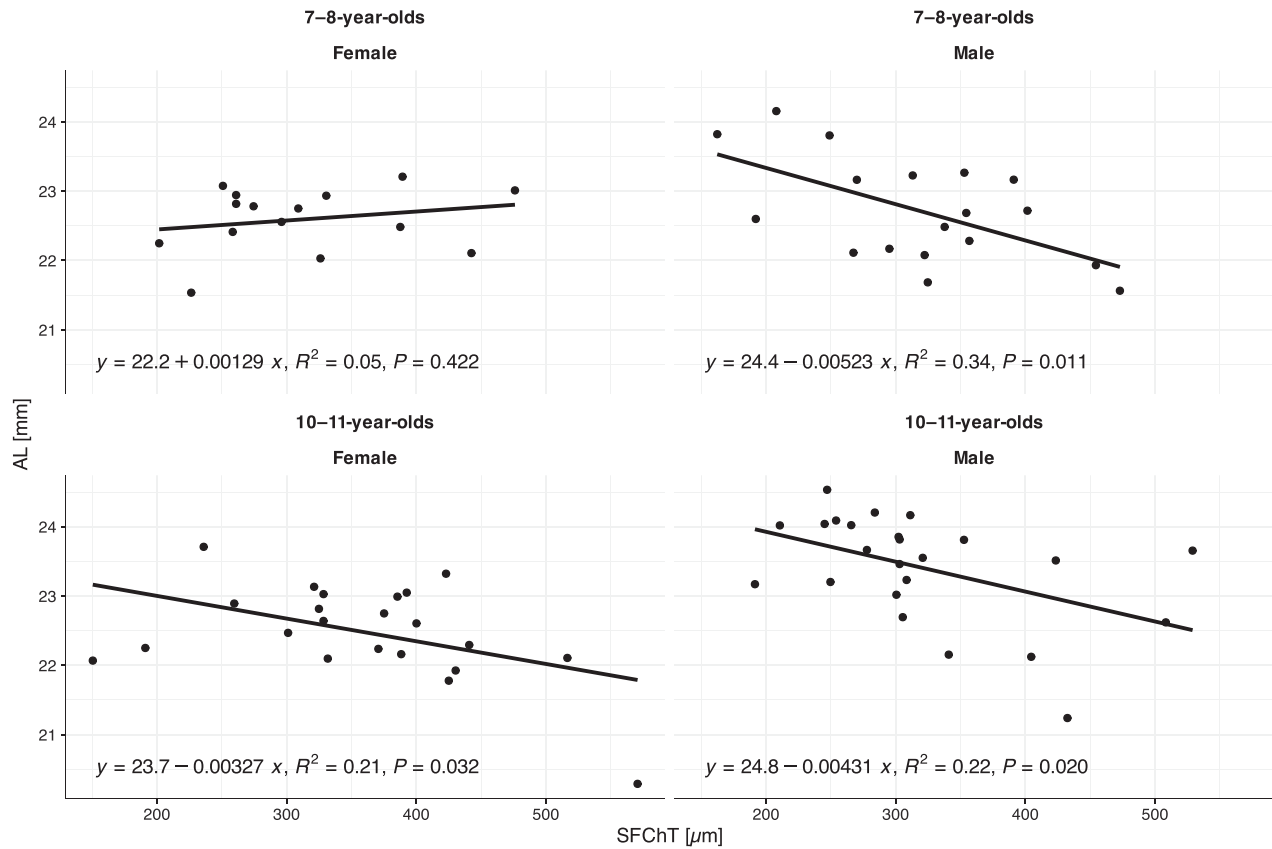 7–8-year-olds
Female
7–8-year-olds
Male
24
23
22
21
y = 22.2 + 0.00129 x, R² = 0.05, P = 0.422
y = 24.4 − 0.00523 x, R² = 0.34, P = 0.011
AL [mm]
10–11-year-olds
Female
10–11-year-olds
Male
24
23
22
21
y = 23.7 − 0.00327 x, R² = 0.21, P = 0.032
y = 24.8 − 0.00431 x, R² = 0.22, P = 0.020
200 300 400 500
200 300 400 500
SFChT [µm]